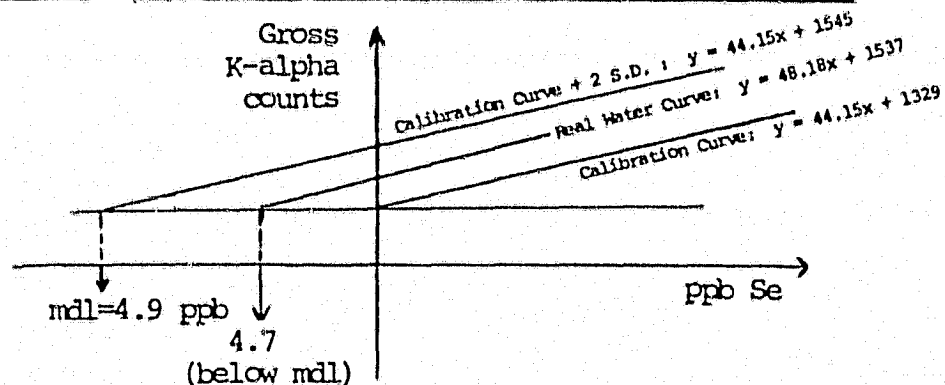 Gross
K-alpha
counts
Calibration Curve + 2 S.D. : y = 44.15x + 1545
Real Water Curve: y = 48.18x + 1537
Calibration Curve: y = 44.15x + 1329
ppb Se
mdl=4.9 ppb
4.7
(below mdl)